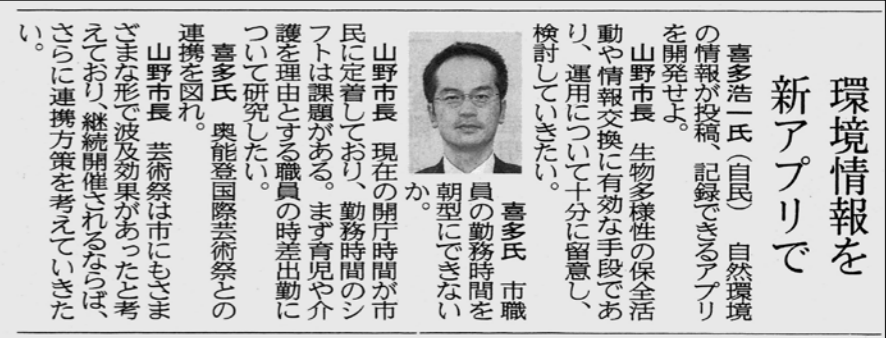 環境情報を
新アプリで
喜多浩一氏(自民) 自然環境
の情報が投稿、記録できるアプリ
を開発せよ。
山野市長 生物多様性の保全活
動や情報交換に有効な手段であ
り、運用について十分に留意し、
検討していきたい。
喜多氏 市職
員の勤務時間を
朝型にできない
か。
山野市長 現在の開庁時間が市
民に定着しており、勤務時間のシ
フトは課題がある。まず育児や介
護を理由とする職員の時差出勤に
ついて研究したい。
喜多氏 奥能登国際芸術祭との
連携を図れ。
山野市長 芸術祭は市にもさま
ざまな形で波及効果があったと考
えており、継続開催されるならば、
さらに連携方策を考えていきた
い。